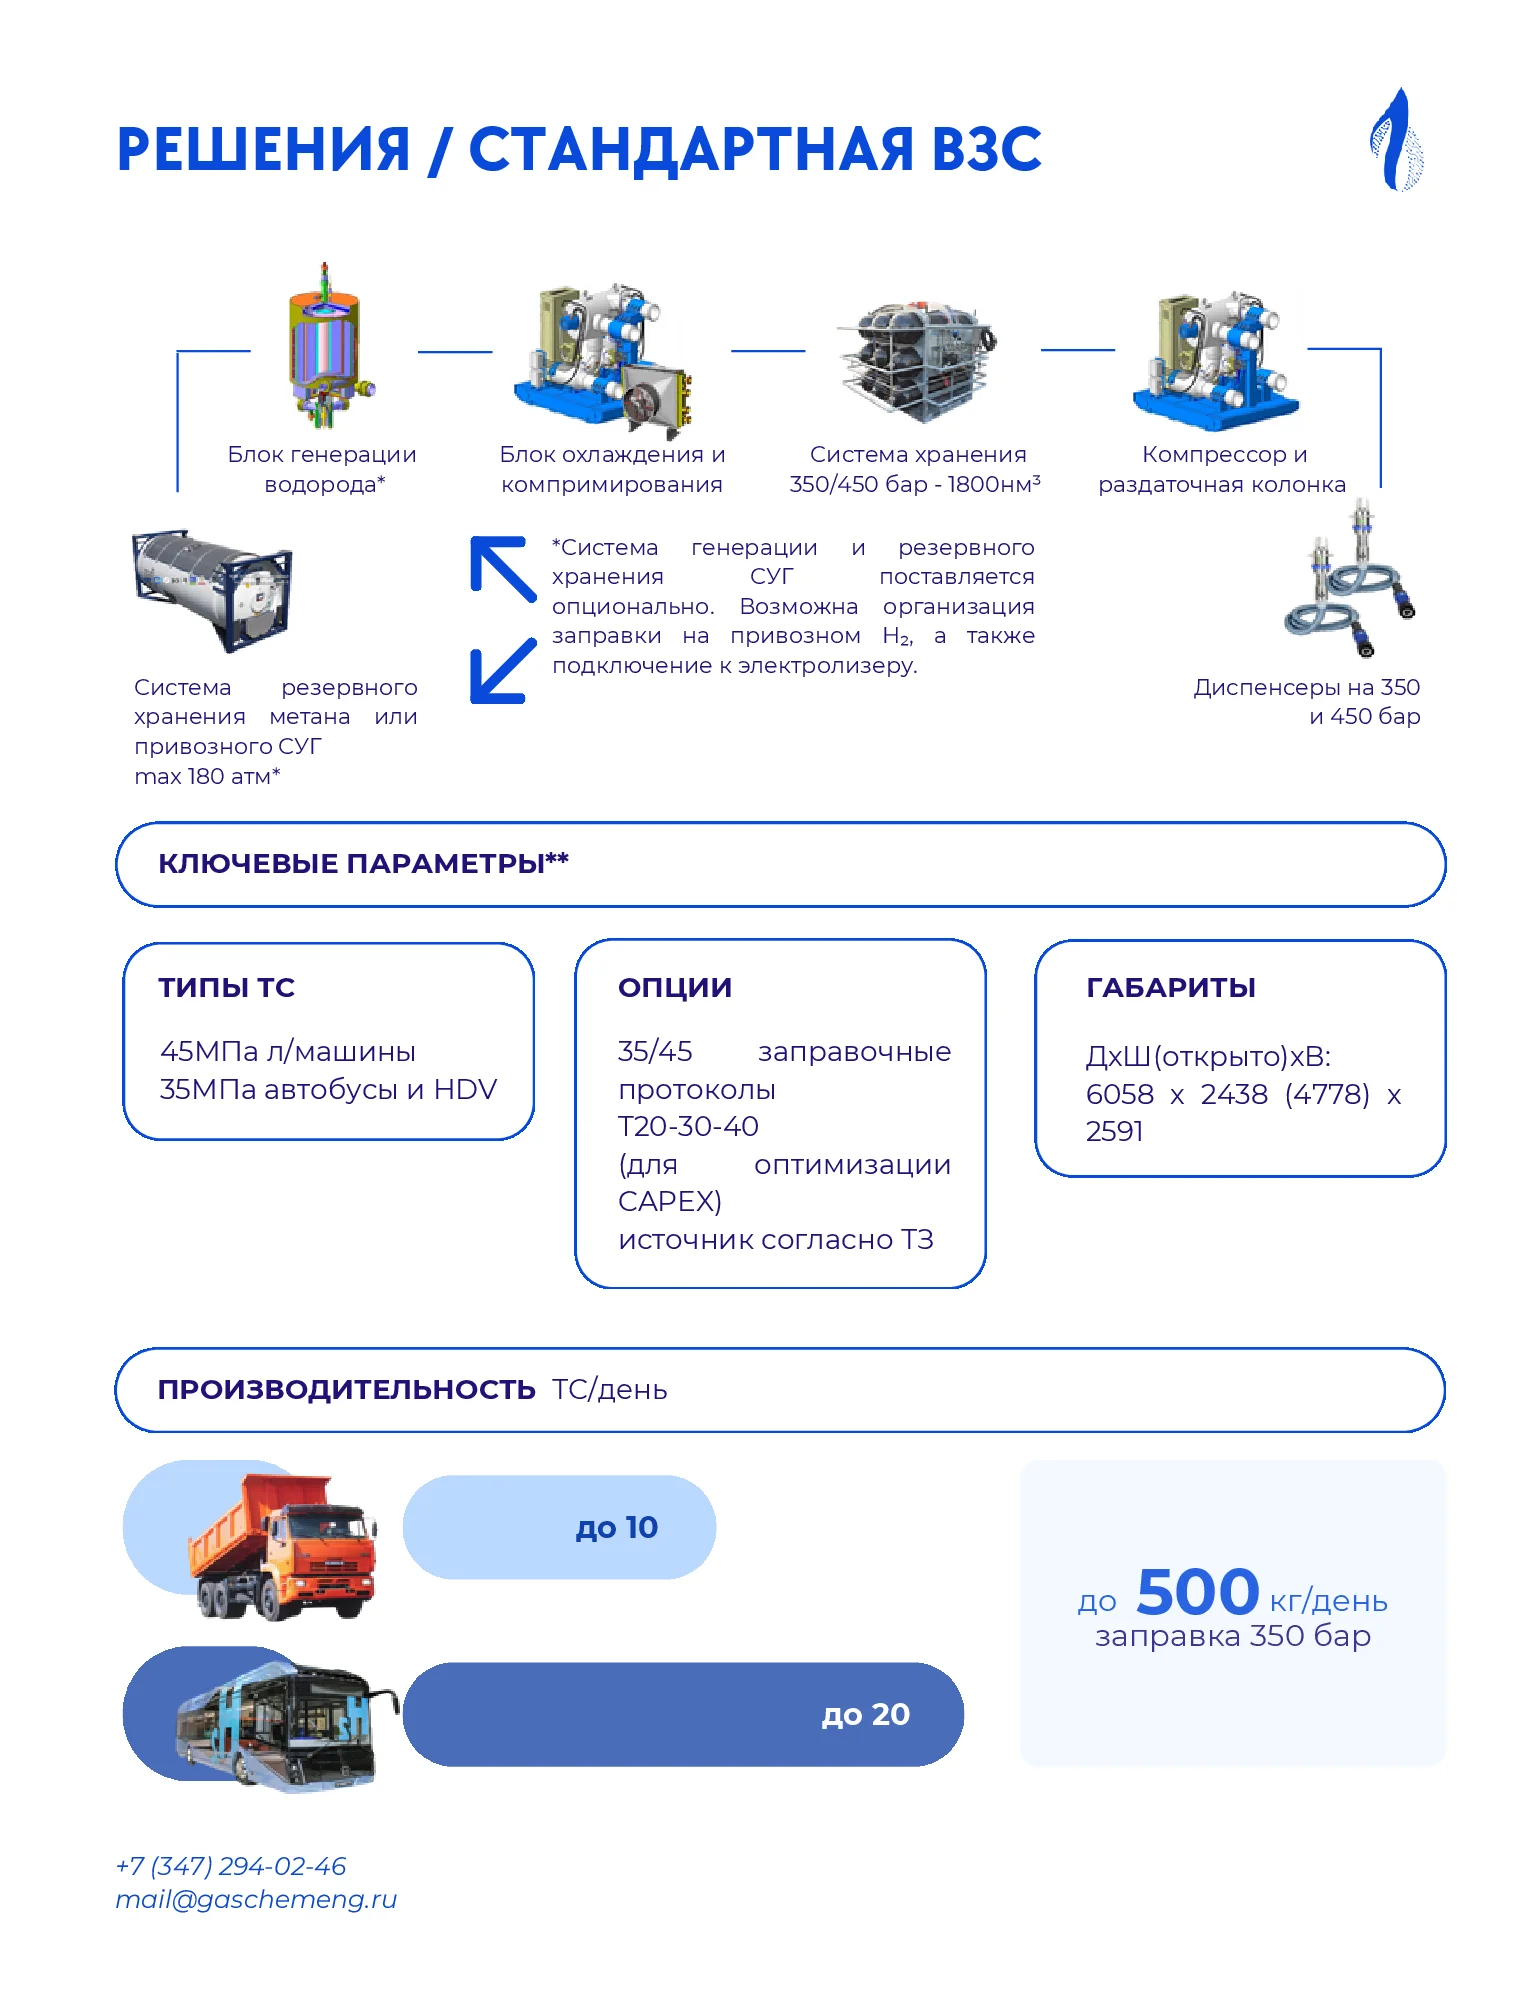 РЕШЕНИЯ / СТАНДАРТНАЯ ВЗС
Блок генерации
водорода*
Блок охлаждения и
компримирования
Система хранения
350/450 бар - 1800нм³
Компрессор и
раздаточная колонка
*Система генерации и резервного
хранения СУГ поставляется
опционально. Возможна организация
заправки на привозном H₂, а также
подключение к электролизеру.
Система резервного
хранения метана или
привозного СУГ
max 180 атм*
Диспенсеры на 350
и 450 бар
КЛЮЧЕВЫЕ ПАРАМЕТРЫ**
ТИПЫ ТС
45МПа л/машины
35МПа автобусы и HDV
ОПЦИИ
35/45 заправочные
протоколы
T20-30-40
(для оптимизации
CAPEX)
источник согласно ТЗ
ГАБАРИТЫ
ДхШ(открыто)хВ:
6058 х 2438 (4778) х
2591
ПРОИЗВОДИТЕЛЬНОСТЬ ТС/день
до 10
до 20
до 500 кг/день
заправка 350 бар
+7 (347) 294-02-46
mail@gaschemeng.ru